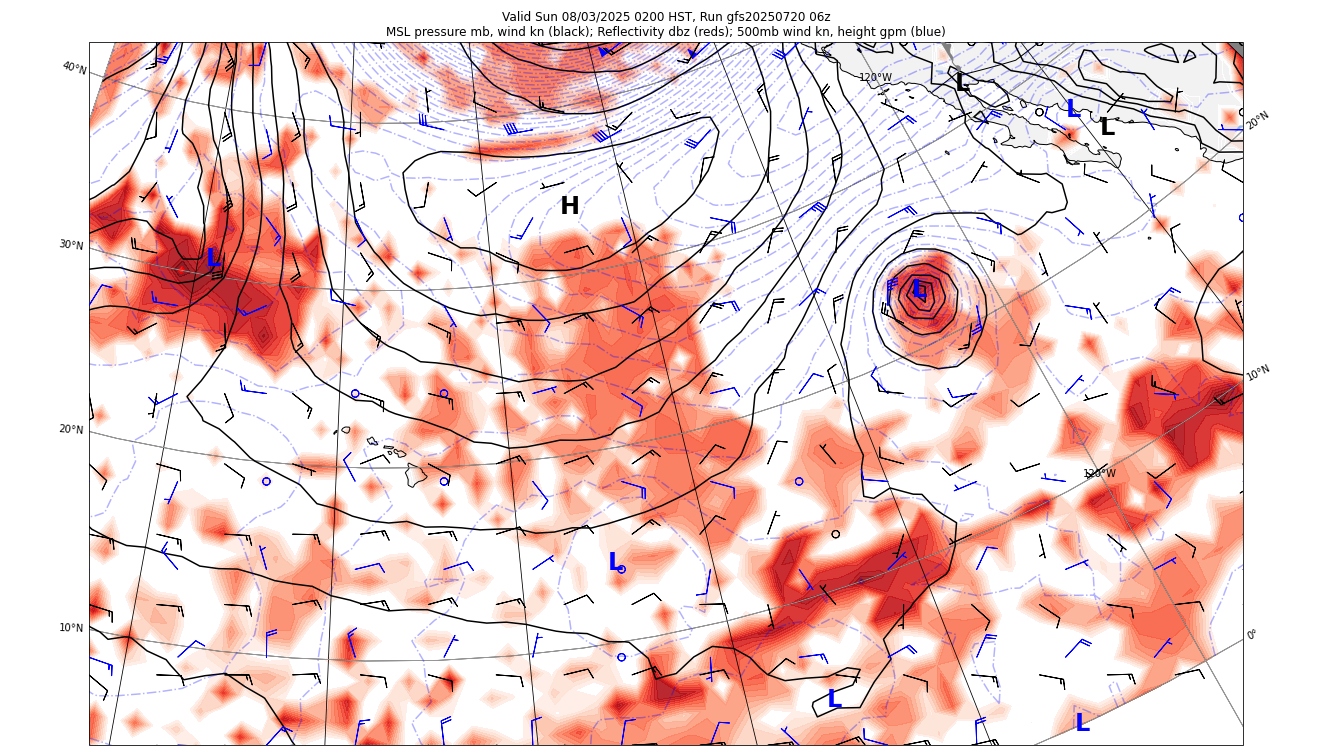 Valid Sun 08/03/2025 0200 HST, Run gfs20250720 06z
MSL pressure mb, wind kn (black); Reflectivity dbz (reds); 500mb wind kn, height gpm (blue)
40°N
120°W
L
L
L
20°N
H
30°N
L
L
10°N
20°N
120°W
L
10°N
0°
L
L